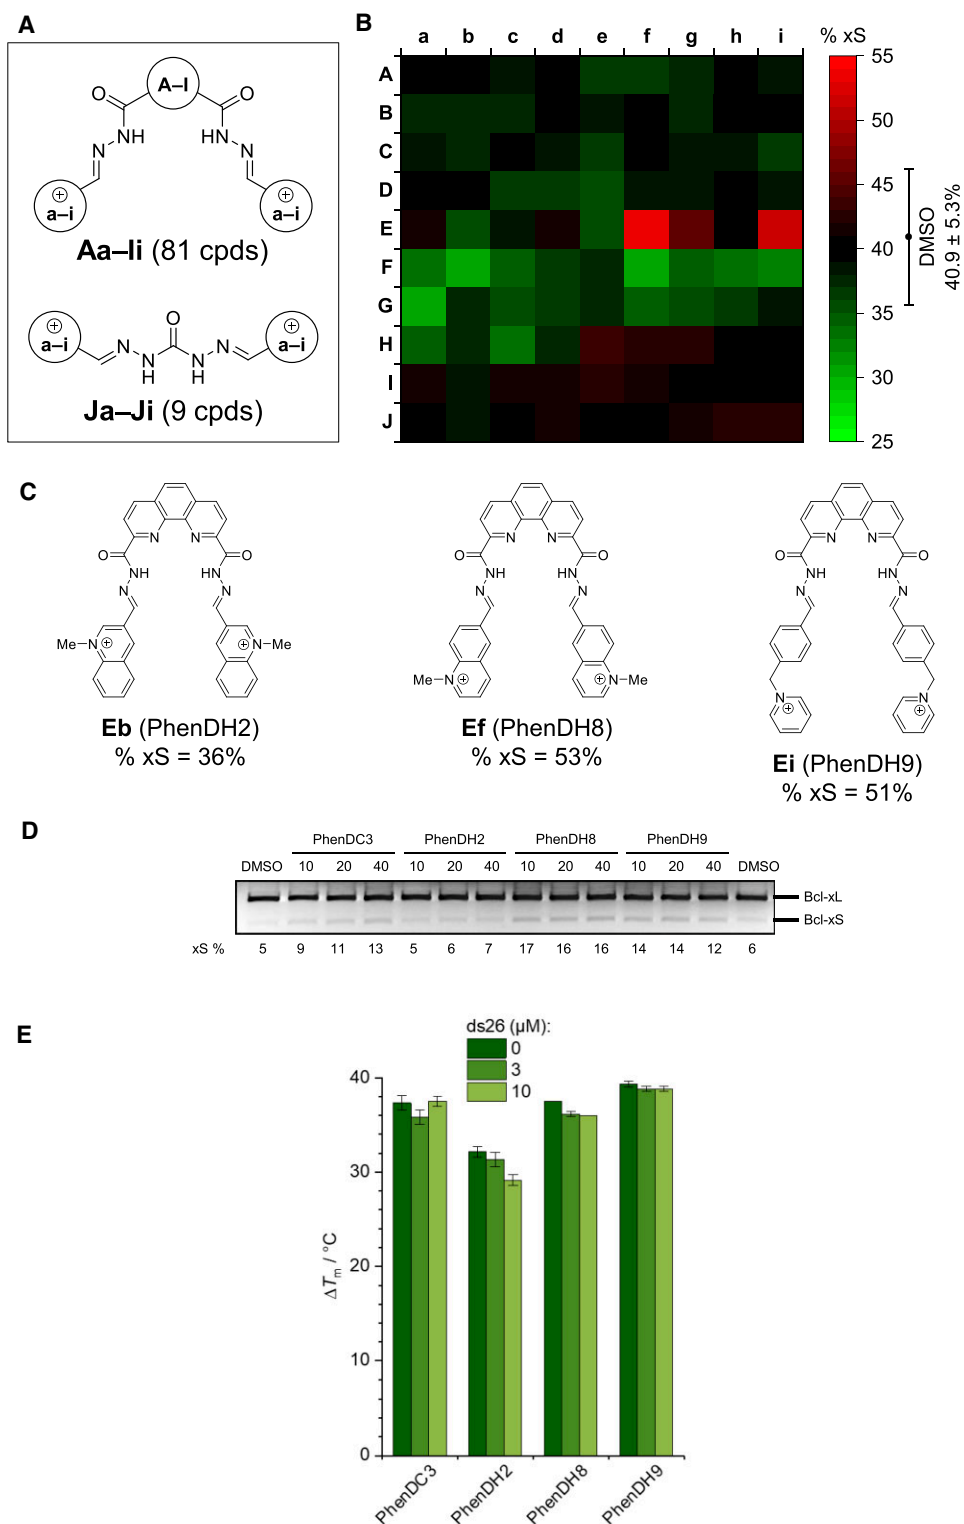 A
A–I
O
O
NH
HN
N
N
+
a–i
+
a–i
Aa–Ii (81 cpds)
+
a–i
O
+
a–i
N
N
N
N
H
H
Ja–Ji (9 cpds)
B
a b c d e f g h i
% xS
A
B
C
D
E
F
G
H
I
J
55
50
45
40
35
30
25
DMSO
40.9 ± 5.3%
C
N N
O O
NH HN
N N
Me N + + N Me
Eb (PhenDH2)
% xS = 36%
N N
O O
NH HN
N N
Me N + + N Me
Ef (PhenDH8)
% xS = 53%
N N
O O
NH HN
N N
N + N +
Ei (PhenDH9)
% xS = 51%
D
PhenDC3 PhenDH2 PhenDH8 PhenDH9
DMSO 10 20 40 10 20 40 10 20 40 10 20 40 DMSO
Bcl-xL
Bcl-xS
xS % 5 9 11 13 5 6 7 17 16 16 14 14 12 6
E
ds26 (µM):
0
3
10
40
30
20
10
0
ΔTm / °C
PhenDC3
PhenDH2
PhenDH8
PhenDH9